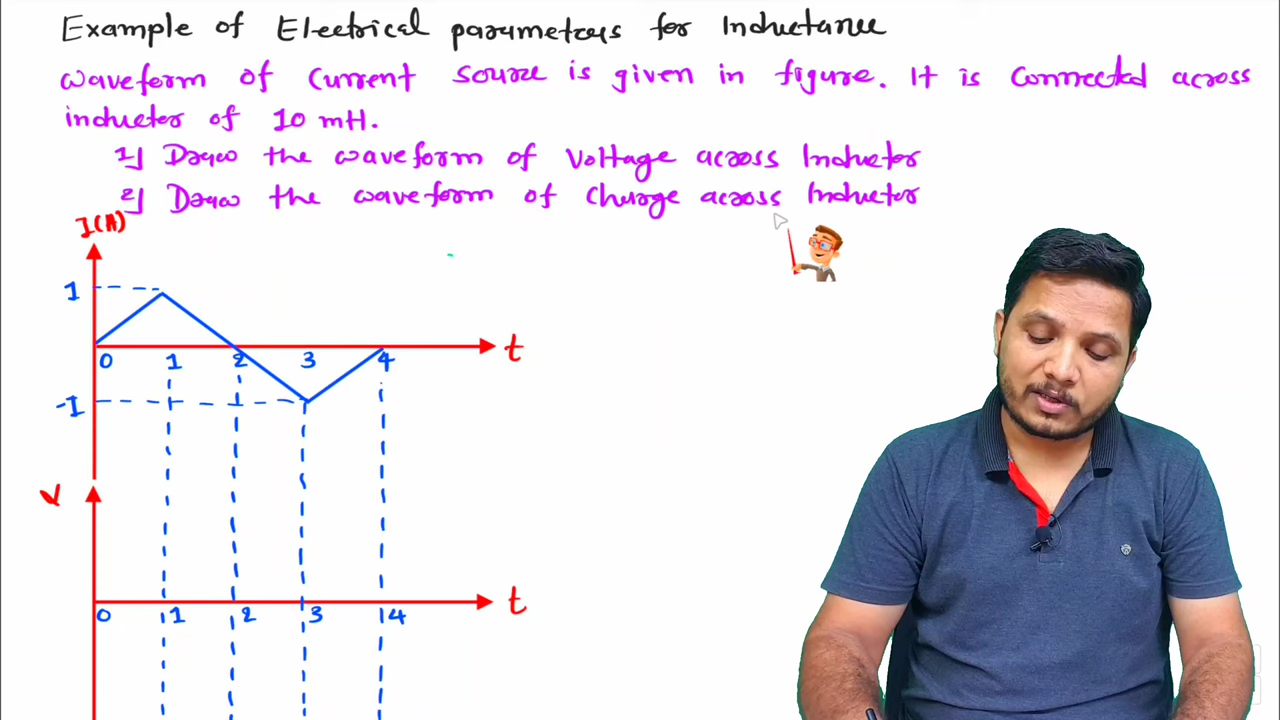 Example of Electrical parameters for Inductance
waveform of current source is given in figure. It is connected across
inductor of 10 mH.
1] Draw the waveform of voltage across Inductor
2] Draw the waveform of charge across Inductor
I(A)
1
0 1 2 3 4 t
-1
V
0 1 2 3 4 t